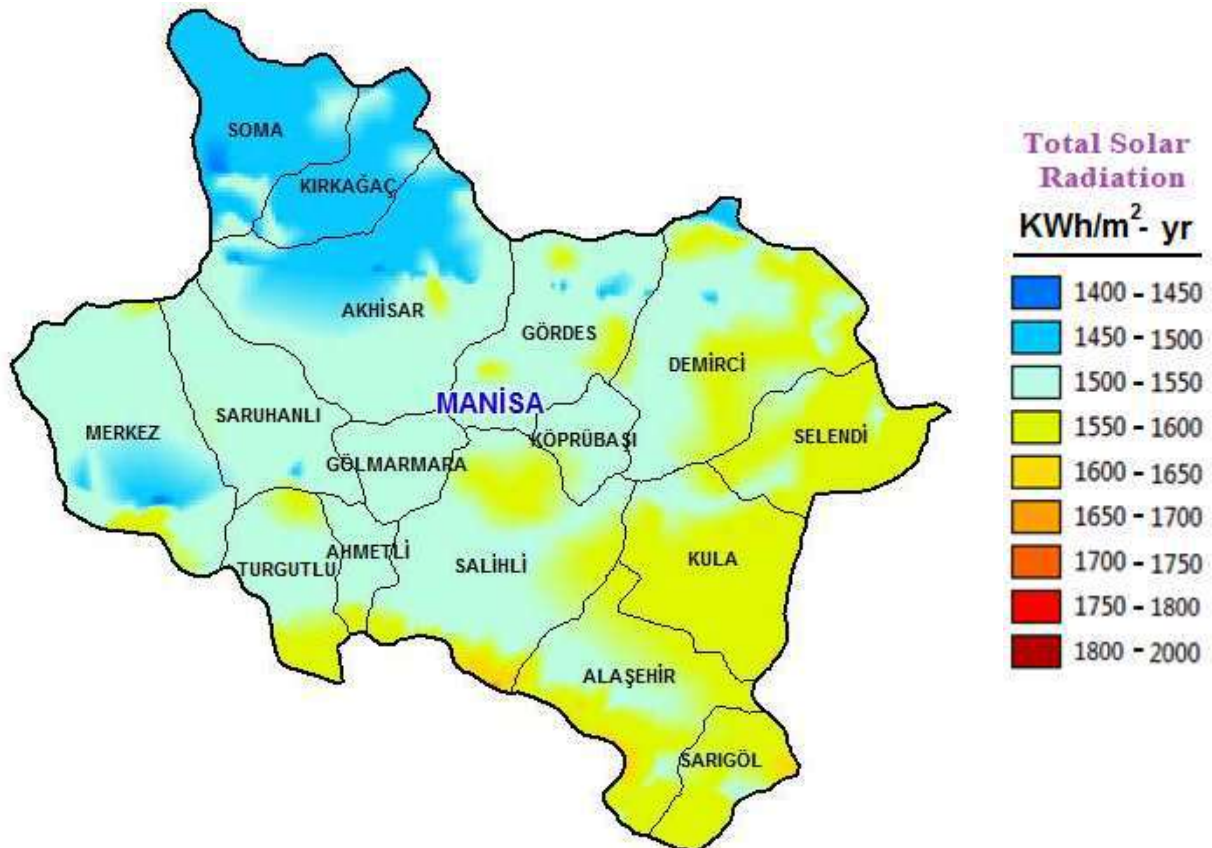 SOMA
KIRKAĞAÇ
AKHİSAR
GÖRDES
DEMİRCİ
MANİSA
SARUHANLI
MERKEZ
KÖPRÜBAŞI
SELENDİ
GÖLMARMARA
AHMETLİ
TURGUTLU
SALİHLİ
KULA
ALAŞEHİR
SARIGÖL
Total Solar
Radiation
KWh/m²- yr
1400 - 1450
1450 - 1500
1500 - 1550
1550 - 1600
1600 - 1650
1650 - 1700
1700 - 1750
1750 - 1800
1800 - 2000